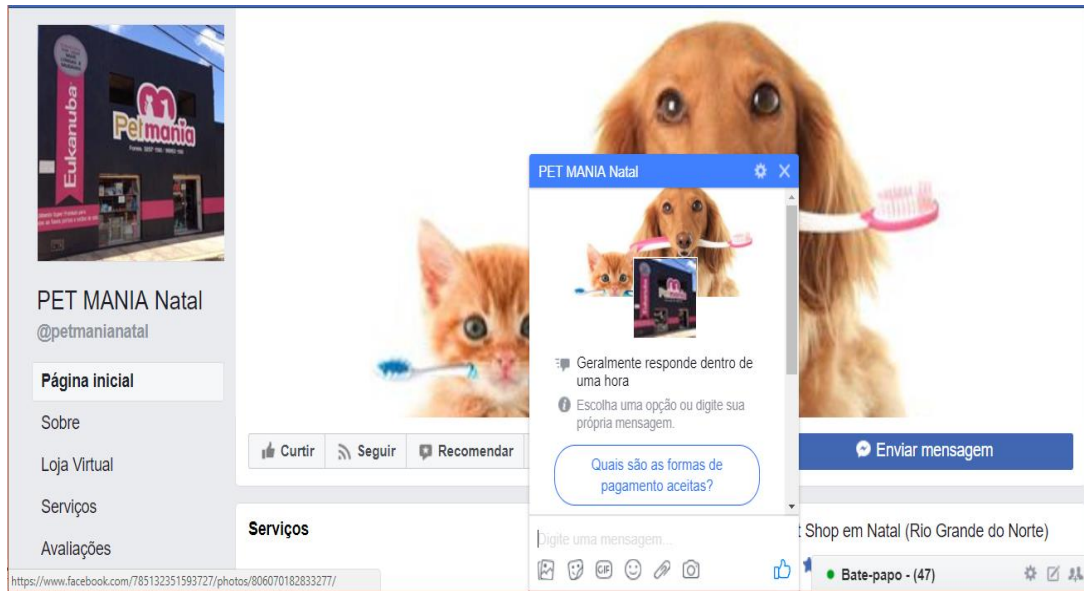 Eukanuba
Petmania
PET MANIA Natal
@petmanianatal
Página inicial
Sobre
Loja Virtual
Serviços
Avaliações
Curtir
Seguir
Recomendar
Enviar mensagem
Serviços
Shop em Natal (Rio Grande do Norte)
PET MANIA Natal
Petmania
Geralmente responde dentro de
uma hora
Escolha uma opção ou digite sua
própria mensagem.
Quais são as formas de
pagamento aceitas?
Digite uma mensagem...
GIF
Bate-papo - (47)
https://www.facebook.com/785132351593727/photos/806070182833277/